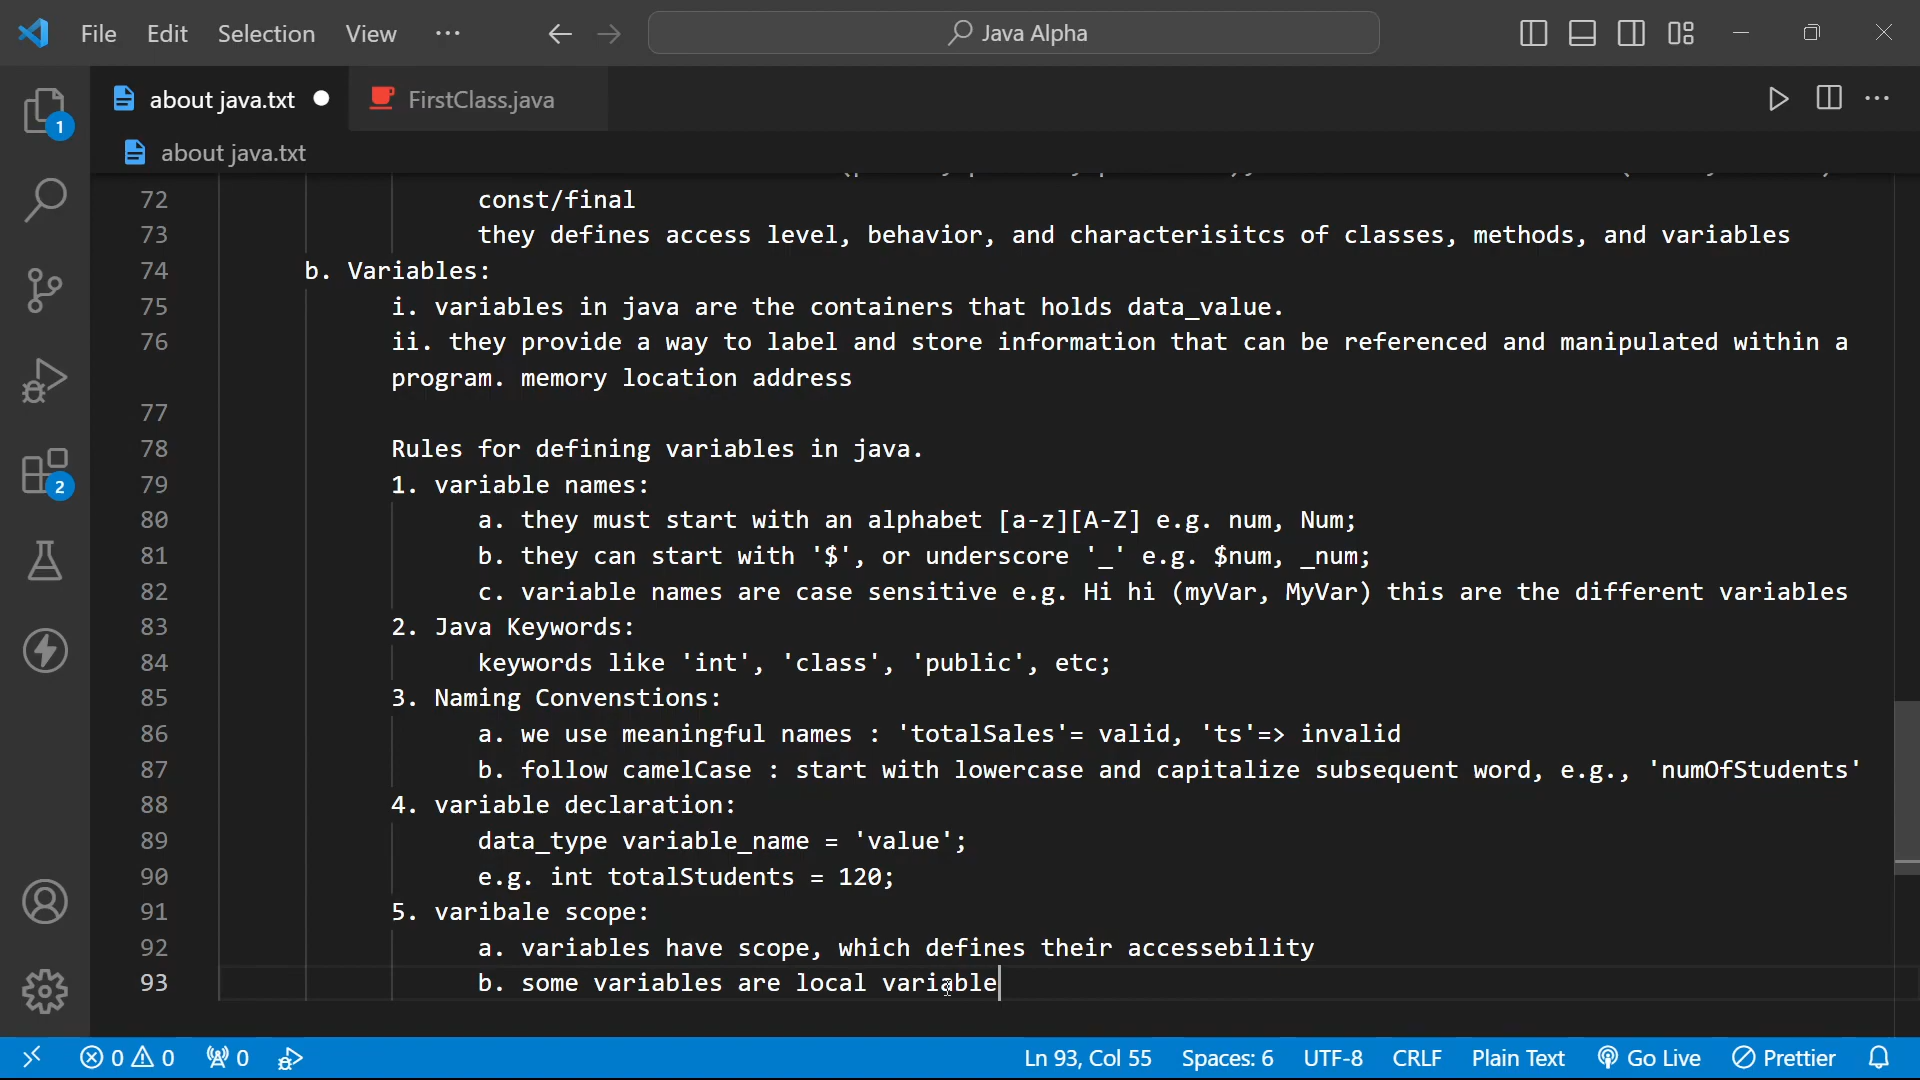 File Edit Selection View ··· Java Alpha
about java.txt FirstClass.java
about java.txt
72 const/final
73 they defines access level, behavior, and characterisitcs of classes, methods, and variables
74 b. Variables:
75 i. variables in java are the containers that holds data_value.
76 ii. they provide a way to label and store information that can be referenced and manipulated within a
program. memory location address
77
78 Rules for defining variables in java.
79 1. variable names:
80 a. they must start with an alphabet [a-z][A-Z] e.g. num, Num;
81 b. they can start with '$', or underscore '_' e.g. $num, _num;
82 c. variable names are case sensitive e.g. Hi hi (myVar, MyVar) this are the different variables
83 2. Java Keywords:
84 keywords like 'int', 'class', 'public', etc;
85 3. Naming Convenstions:
86 a. we use meaningful names : 'totalSales'= valid, 'ts'=> invalid
87 b. follow camelCase : start with lowercase and capitalize subsequent word, e.g., 'numOfStudents'
88 4. variable declaration:
89 data_type variable_name = 'value';
90 e.g. int totalStudents = 120;
91 5. varibale scope:
92 a. variables have scope, which defines their accessebility
93 b. some variables are local variable
1
2
0 0 0 Ln 93, Col 55 Spaces: 6 UTF-8 CRLF Plain Text Go Live Prettier